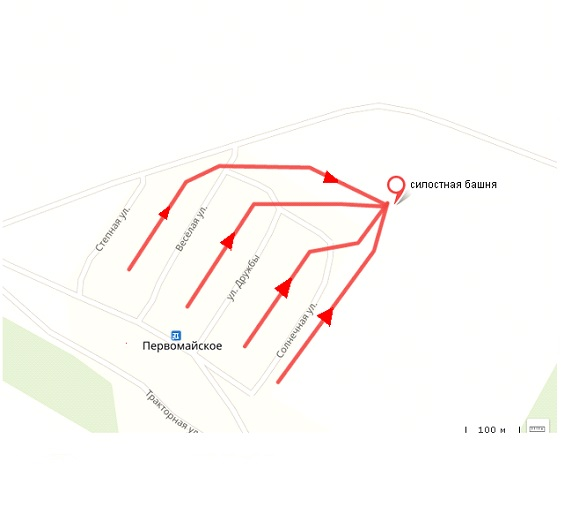 силостная башня
Степная ул.
Весёлая ул.
ул. Дружбы
Солнечная ул.
Первомайское
Тракторная ул.
100 м